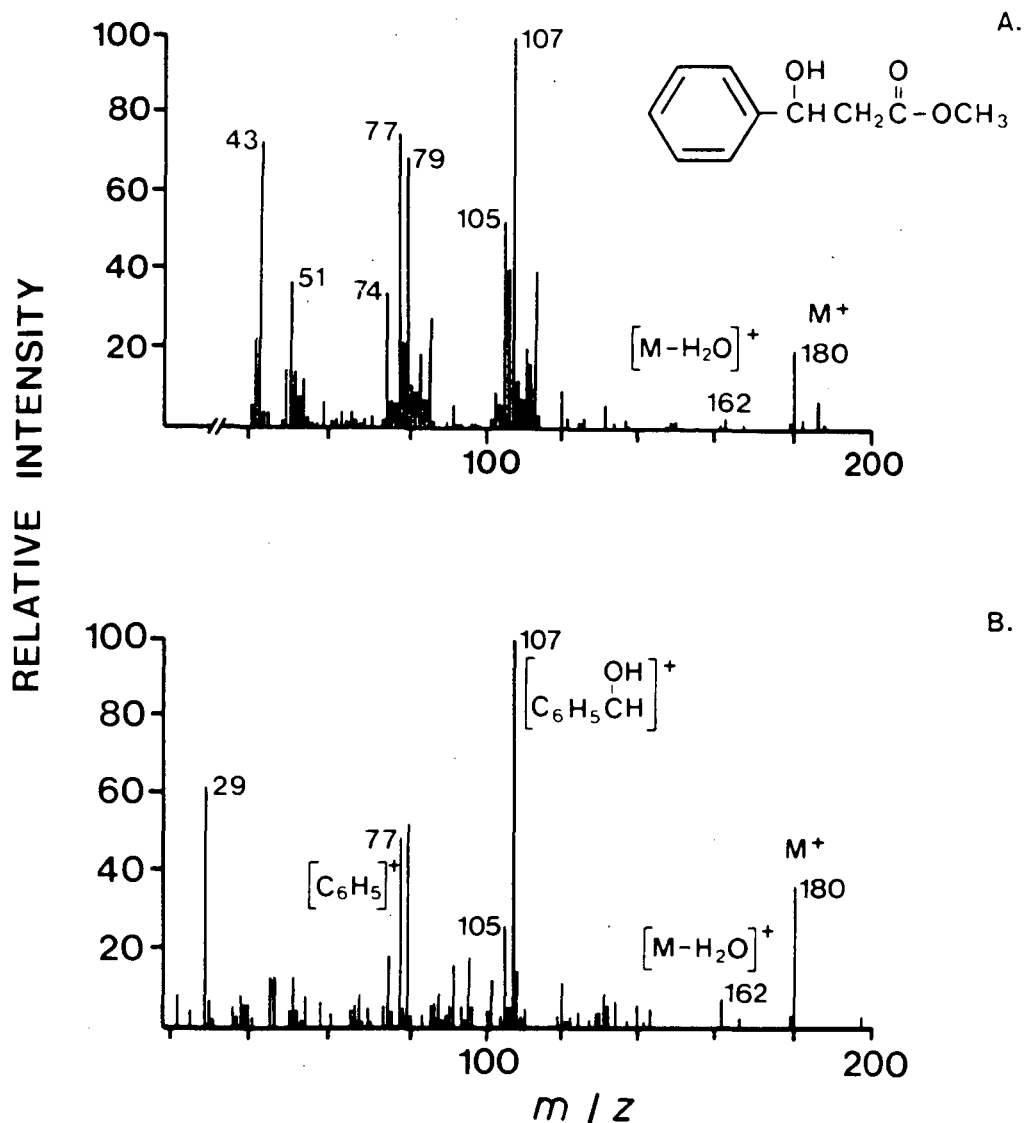 A.
RELATIVE INTENSITY
100
80
60
40
20
43
51
74
77
79
105
107
OH O
CH-CH₂C-OCH₃
[M-H₂O]⁺
162
M⁺
180
100
200
B.
100
80
60
40
20
29
77
[C₆H₅]⁺
105
107
[C₆H₅CH]⁺
OH
[M-H₂O]⁺
162
M⁺
180
100
200
m/z